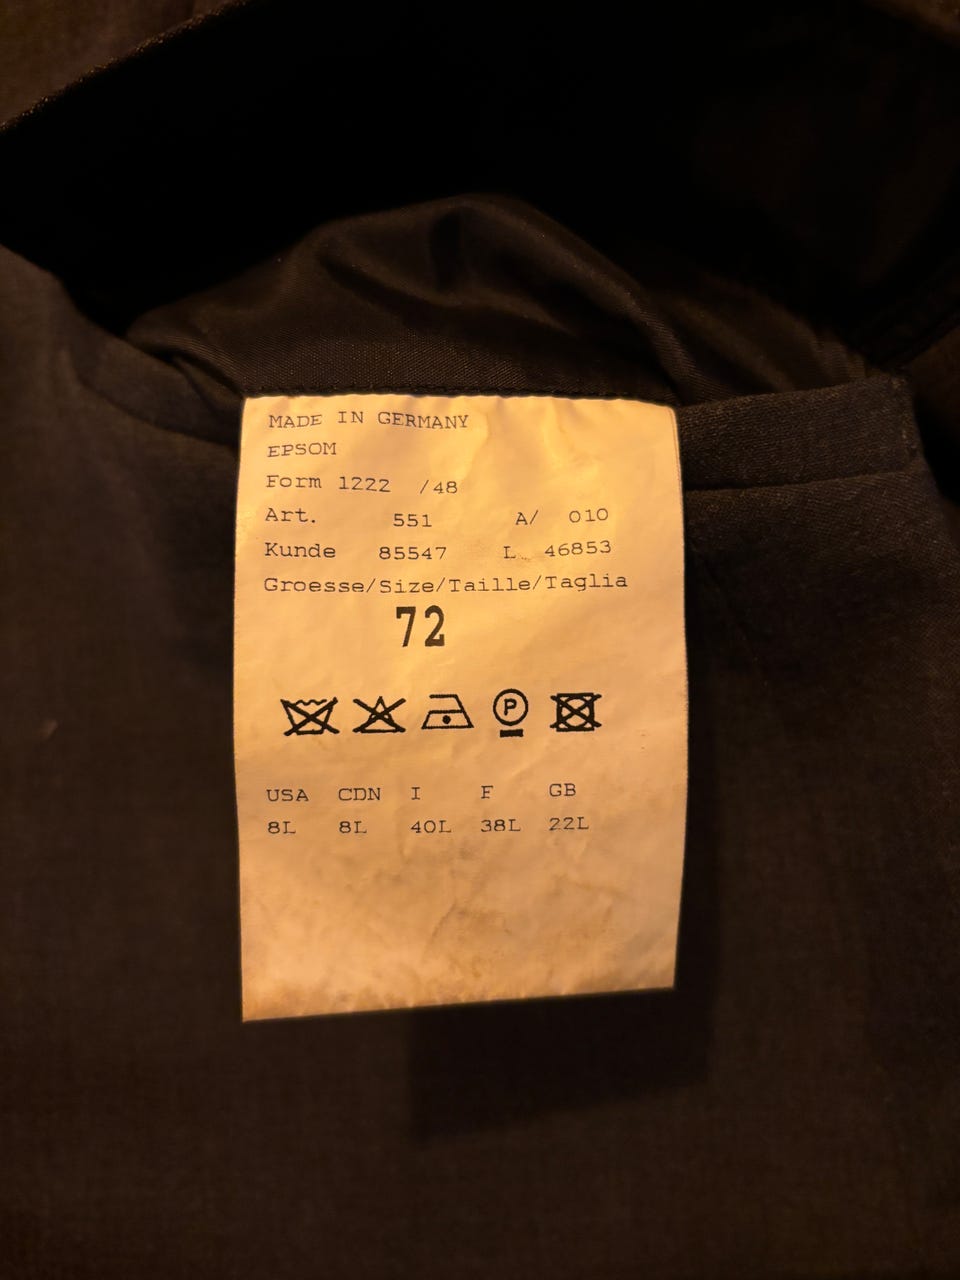 MADE IN GERMANY
EPSOM
Form 1222 /48
Art. 551 A/ 010
Kunde 85547 L 46853
Groesse/Size/Taille/Taglia
72
P
USA CDN I F GB
8L 8L 40L 38L 22L